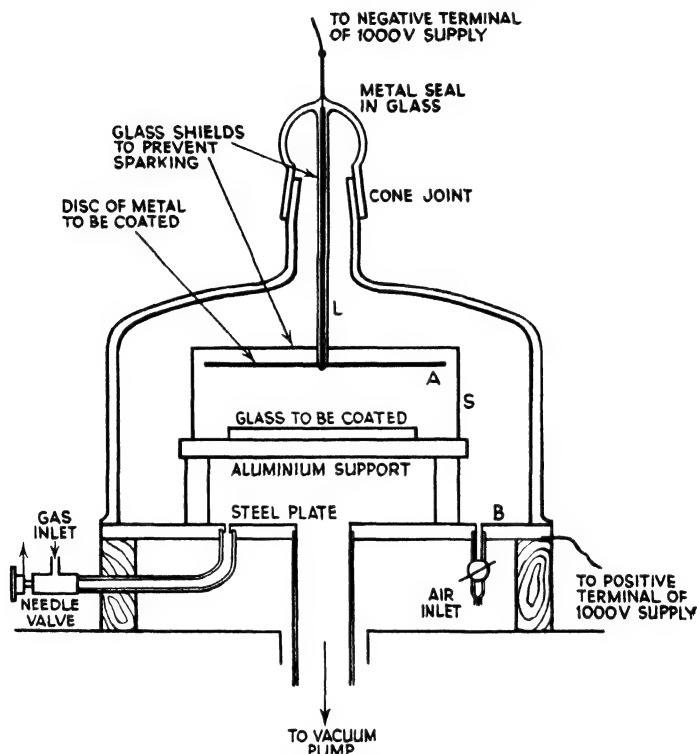 TO NEGATIVE TERMINAL
OF 1000V SUPPLY
METAL SEAL
IN GLASS
GLASS SHIELDS
TO PREVENT
SPARKING
CONE JOINT
DISC OF METAL
TO BE COATED
L
A
S
GLASS TO BE COATED
ALUMINIUM SUPPORT
STEEL PLATE
B
GAS
INLET
NEEDLE
VALVE
AIR
INLET
TO POSITIVE
TERMINAL OF
1000V SUPPLY
TO VACUUM
PUMP